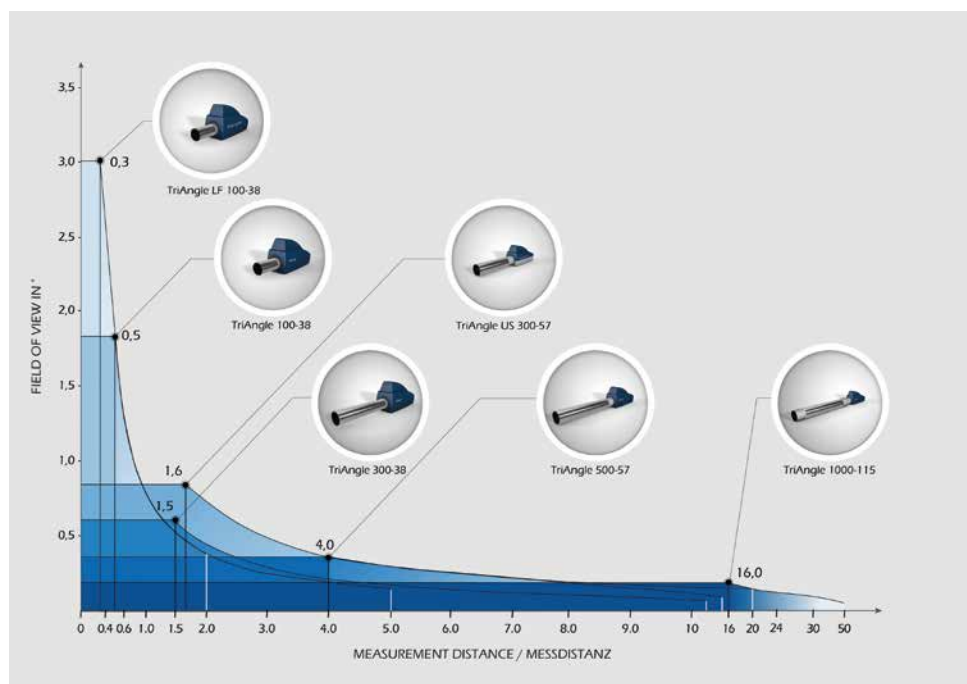 3,5
3,0
0,3
TriAngle LF 100-38
2,5
2,0
0,5
TriAngle 100-38
TriAngle US 300-57
1,5
TriAngle 300-38
TriAngle 500-57
TriAngle 1000-115
1,0
1,6
1,5
0,5
4,0
16,0
FIELD OF VIEW IN °
0 0.4 0.6 1.0 1.5 2.0 3.0 4.0 5.0 6.0 7.0 8.0 9.0 10 16 20 24 30 50
MEASUREMENT DISTANCE / MESSDISTANZ